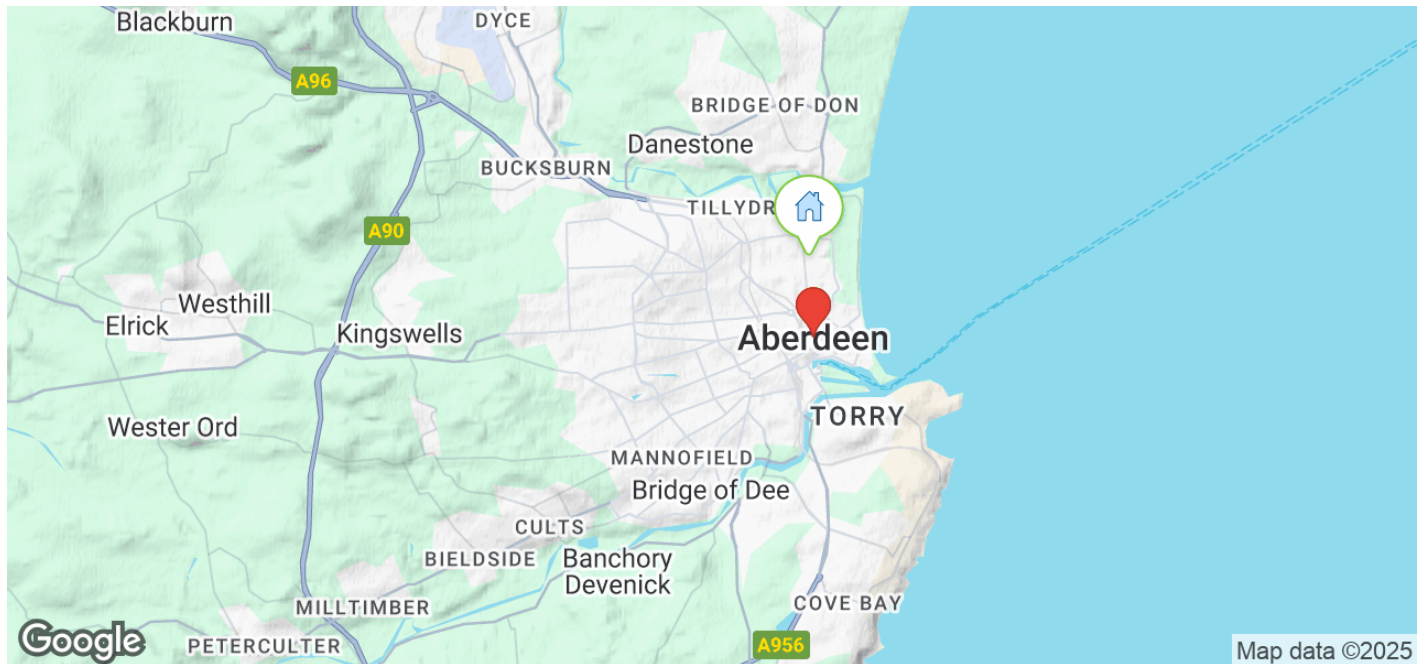 DYCE
Blackburn
A96
BRIDGE OF DON
Danestone
BUCKSBURN
TILLYDR
A90
Westhill
Elrick
Kingswells
Aberdeen
TORRY
Wester Ord
MANNOFIELD
Bridge of Dee
CULTS
BIELDSIDE
Banchory
Devenick
MILLTIMBER
COVE BAY
PETERCULTER
A956
Google
Map data ©2025